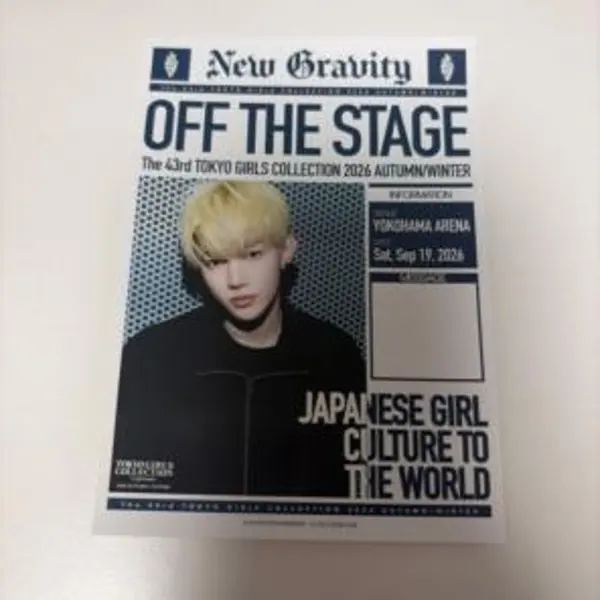 New Gravity
OFF THE STAGE
The 43rd TOKYO GIRLS COLLECTION 2026 AUTUMN/WINTER
INFORMATION
YOKOHAMA ARENA
Sat, Sep 19, 2026
MESSAGE
JAPANESE GIRL
CULTURE TO
THE WORLD
TOKYO GIRLS
COLLECTION